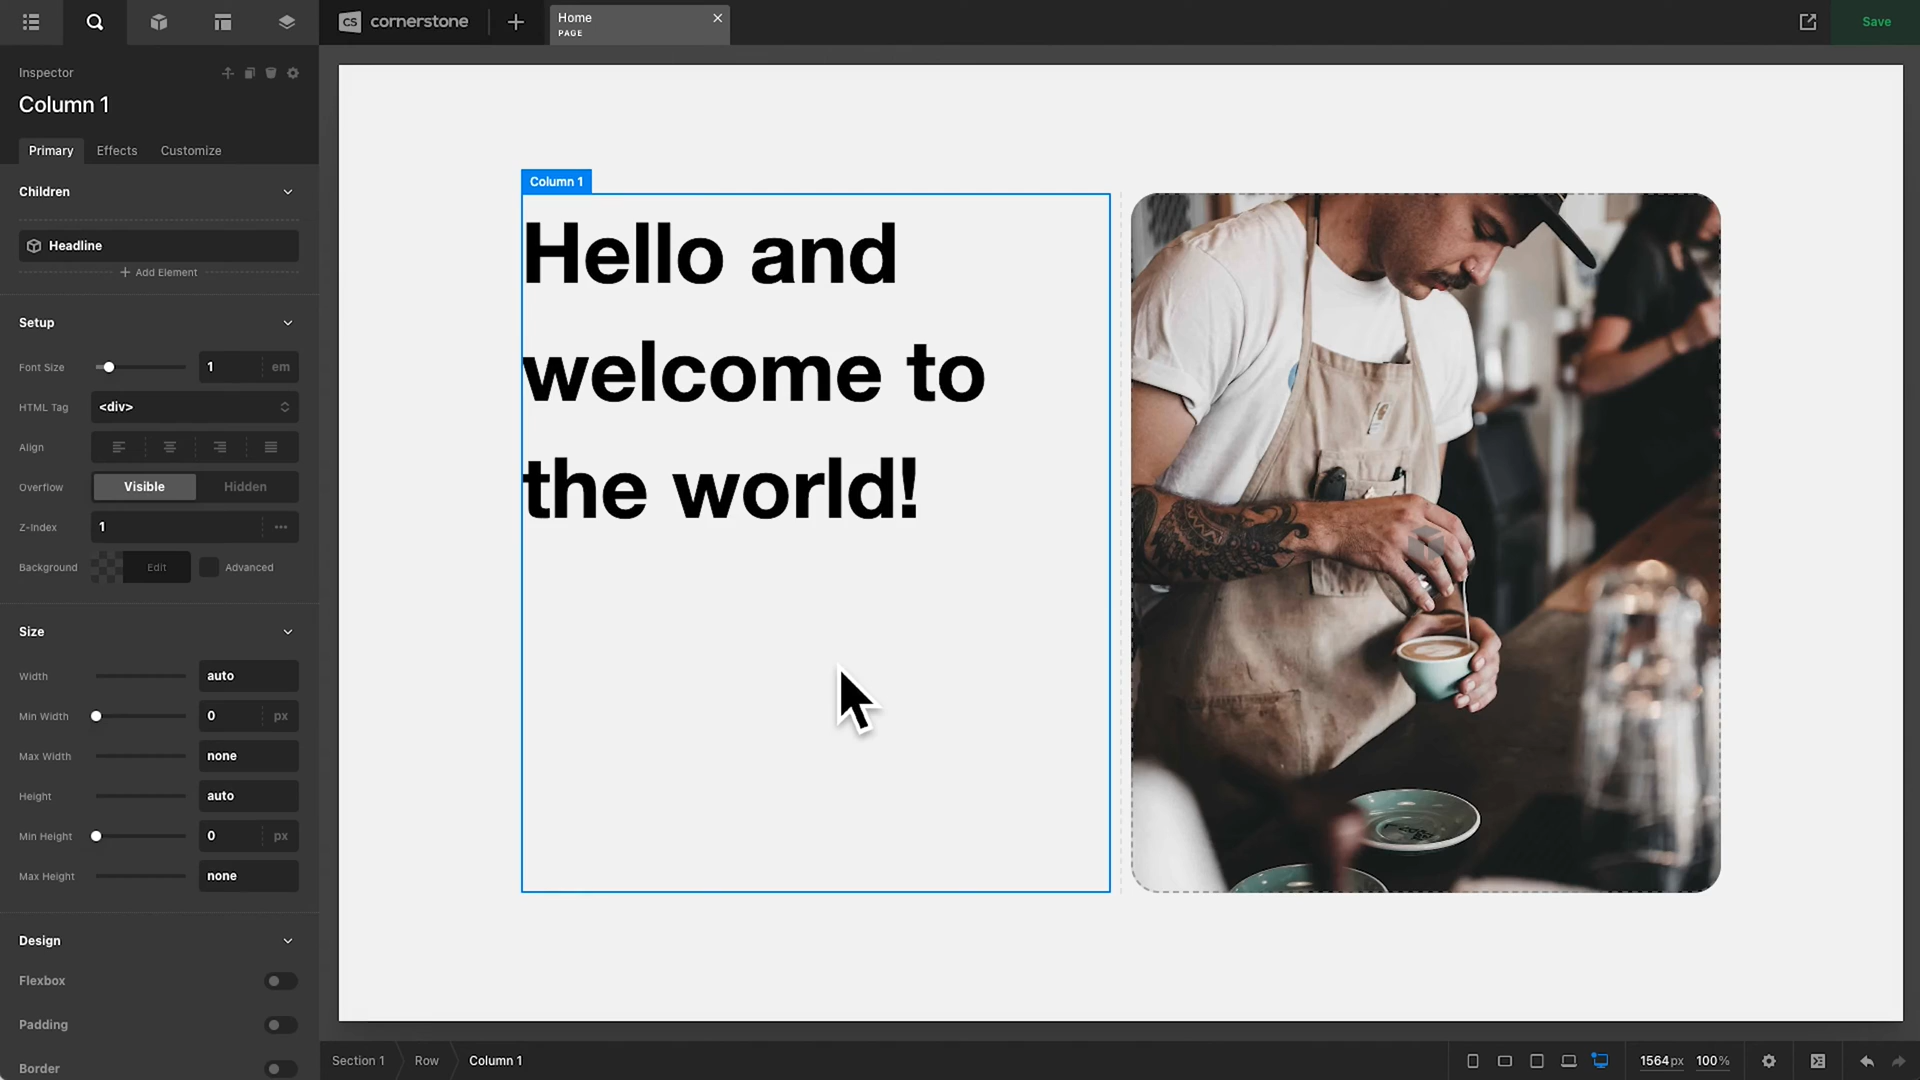 CS cornerstone
Home
PAGE
Save
Inspector
Column 1
Primary Effects Customize
Children
Headline
Add Element
Setup
Font Size 1 em
HTML Tag <div>
Align
Overflow Visible Hidden
Z-Index 1
Background Edit Advanced
Size
Width auto
Min Width 0 px
Max Width none
Height auto
Min Height 0 px
Max Height none
Design
Flexbox
Padding
Border
Column 1
Hello and
welcome to
the world!
Section 1 Row Column 1
1564px 100%